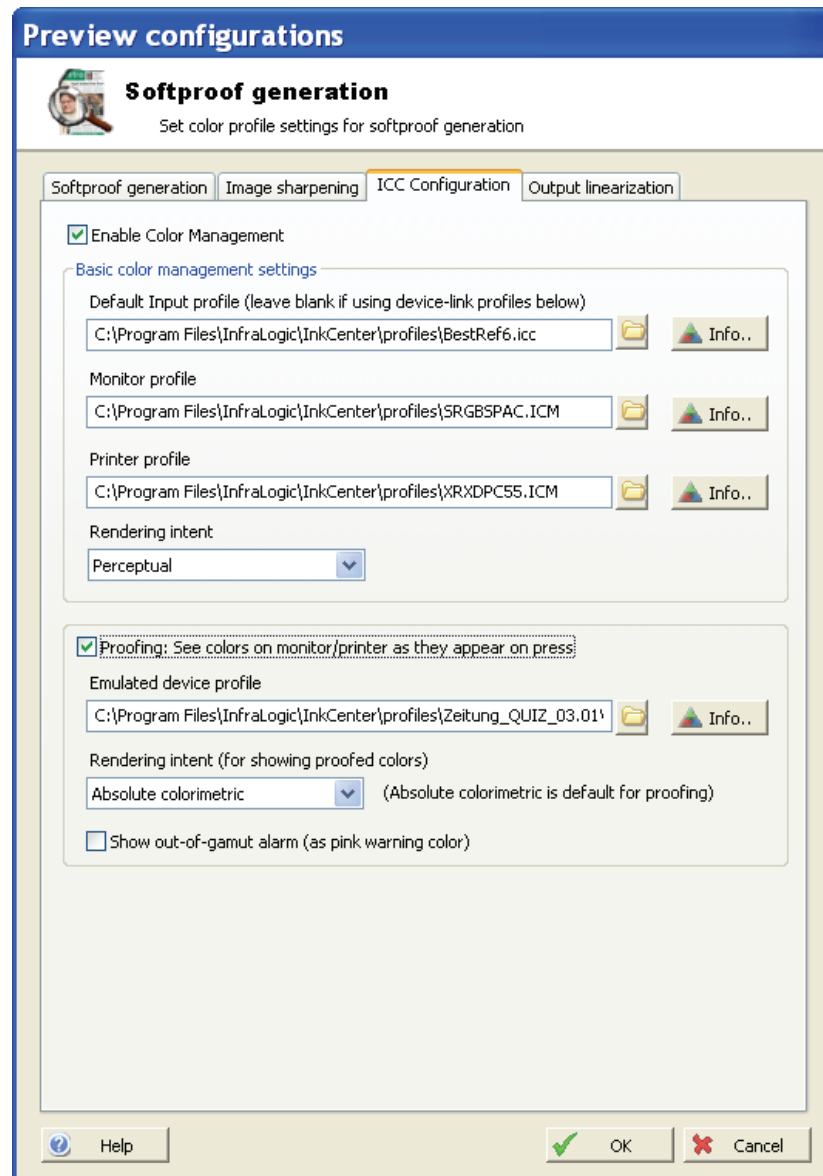 Preview configurations
Softproof generation
Set color profile settings for softproof generation
Softproof generation Image sharpening ICC Configuration Output linearization
Enable Color Management
Basic color management settings
Default Input profile (leave blank if using device-link profiles below)
C:\Program Files\InfraLogic\InkCenter\profiles\BestRef6.icc Info..
Monitor profile
C:\Program Files\InfraLogic\InkCenter\profiles\SRGBSPAC.ICM Info..
Printer profile
C:\Program Files\InfraLogic\InkCenter\profiles\XRXDPC55.ICM Info..
Rendering intent
Perceptual
Proofing: See colors on monitor/printer as they appear on press
Emulated device profile
C:\Program Files\InfraLogic\InkCenter\profiles\Zeitung_QUIZ_03.01\ Info..
Rendering intent (for showing proofed colors)
Absolute colorimetric (Absolute colorimetric is default for proofing)
Show out-of-gamut alarm (as pink warning color)
Help OK Cancel